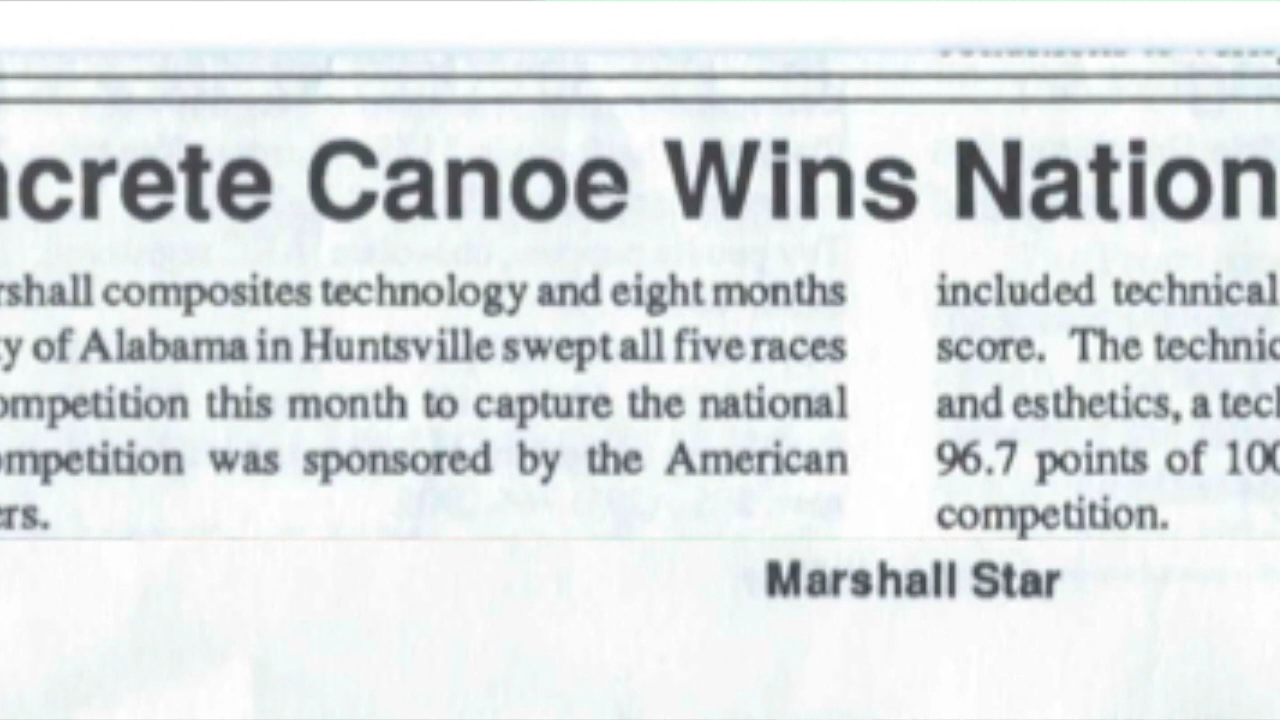 ncrete Canoe Wins Nation
rshall composites technology and eight months
y of Alabama in Huntsville swept all five races
ompetition this month to capture the national
ompetition was sponsored by the American
ers.
included technical
score. The technic
and esthetics, a tech
96.7 points of 100
competition.
Marshall Star